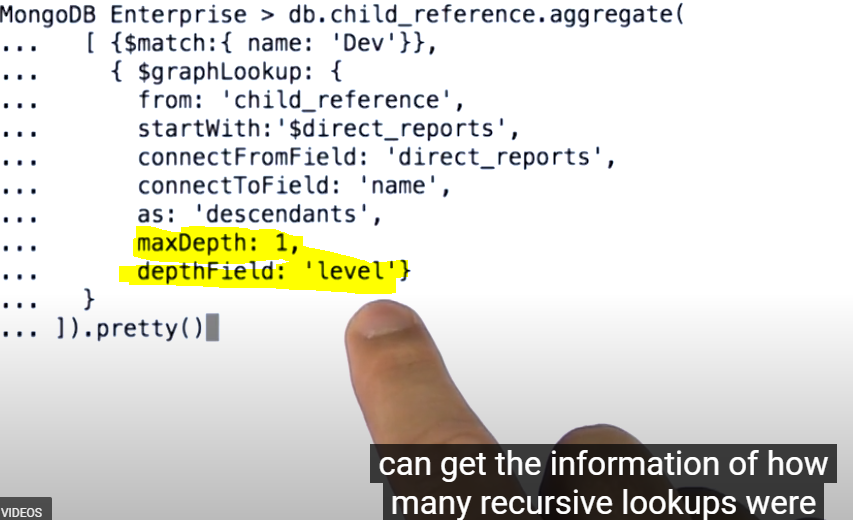 MongoDB Enterprise > db.child_reference.aggregate(
... [ {$match:{ name: 'Dev'}},
... { $graphLookup: {
... from: 'child_reference',
... startWith:'$direct_reports',
... connectFromField: 'direct_reports',
... connectToField: 'name',
... as: 'descendants',
... maxDepth: 1,
... depthField: 'level'}
... }
... ]).pretty()
can get the information of how
many recursive lookups were
VIDEOS